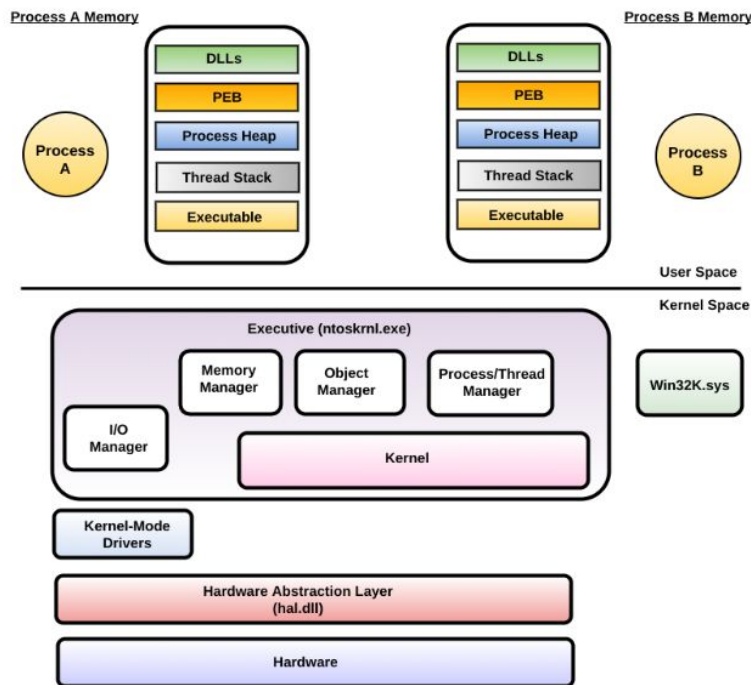 Process A Memory
Process B Memory
DLLs
PEB
Process Heap
Thread Stack
Executable
Process
A
DLLs
PEB
Process Heap
Thread Stack
Executable
Process
B
User Space
Kernel Space
Executive (ntoskrnl.exe)
Memory
Manager
Object
Manager
Process/Thread
Manager
I/O
Manager
Kernel
Win32K.sys
Kernel-Mode
Drivers
Hardware Abstraction Layer
(hal.dll)
Hardware